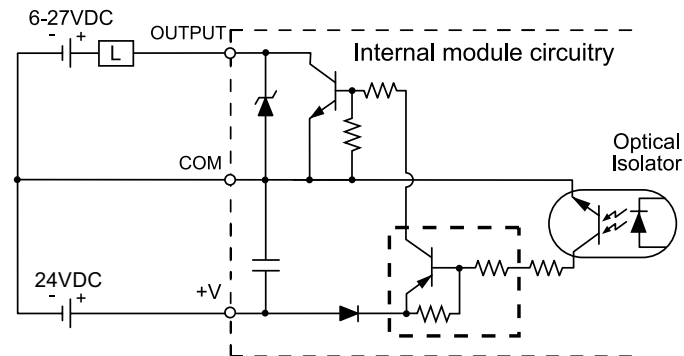 6-27VDC
- +
L
OUTPUT
Internal module circuitry
Optical
Isolator
COM
24VDC
- +
+V